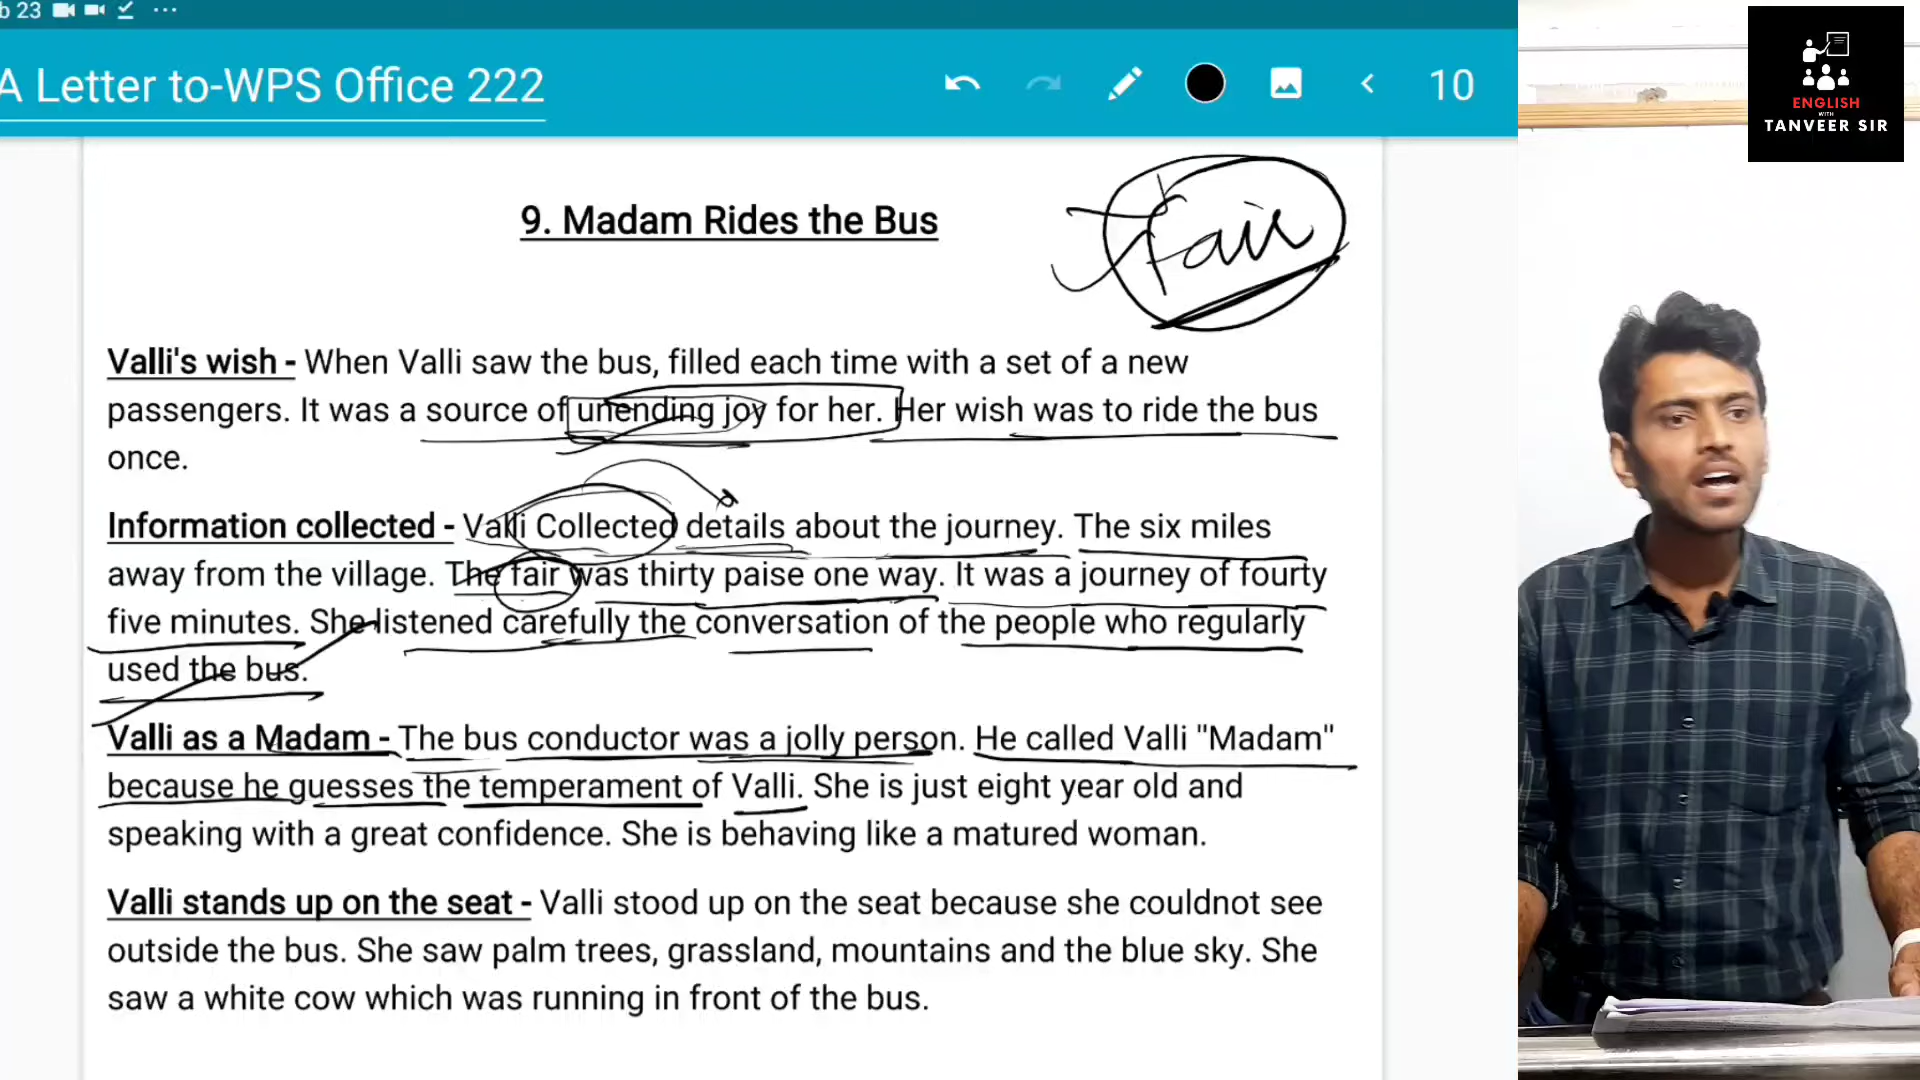 b 23
A Letter to-WPS Office 222
10
ENGLISH
WITH
TANVEER SIR
9. Madam Rides the Bus
fair
Valli's wish - When Valli saw the bus, filled each time with a set of a new
passengers. It was a source of unending joy for her. Her wish was to ride the bus
once.
Information collected - Valli Collected details about the journey. The six miles
away from the village. The fair was thirty paise one way. It was a journey of fourty
five minutes. She listened carefully the conversation of the people who regularly
used the bus.
Valli as a Madam - The bus conductor was a jolly person. He called Valli "Madam"
because he guesses the temperament of Valli. She is just eight year old and
speaking with a great confidence. She is behaving like a matured woman.
Valli stands up on the seat - Valli stood up on the seat because she couldnot see
outside the bus. She saw palm trees, grassland, mountains and the blue sky. She
saw a white cow which was running in front of the bus.